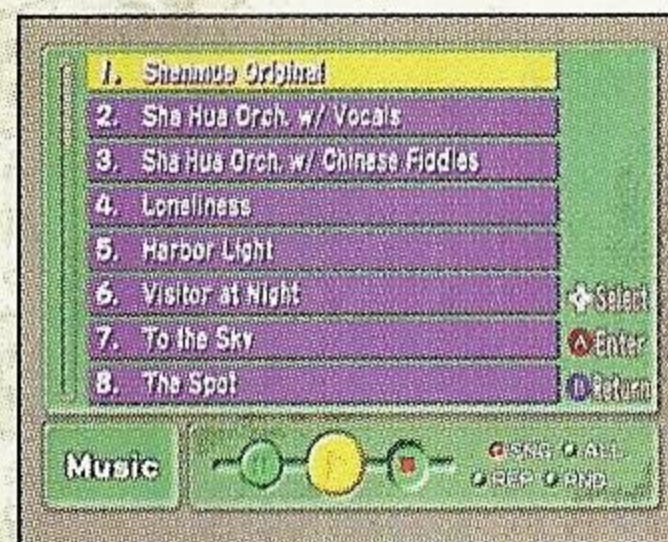 1. Shenmue Original
2. Sha Hua Orch. w/ Vocals
3. Sha Hua Orch. w/ Chinese Fiddles
4. Loneliness
5. Harbor Light
6. Visitor at Night
7. To the Sky
8. The Spot
Select
A Enter
B Return
Music
SNG ALL
REP RND